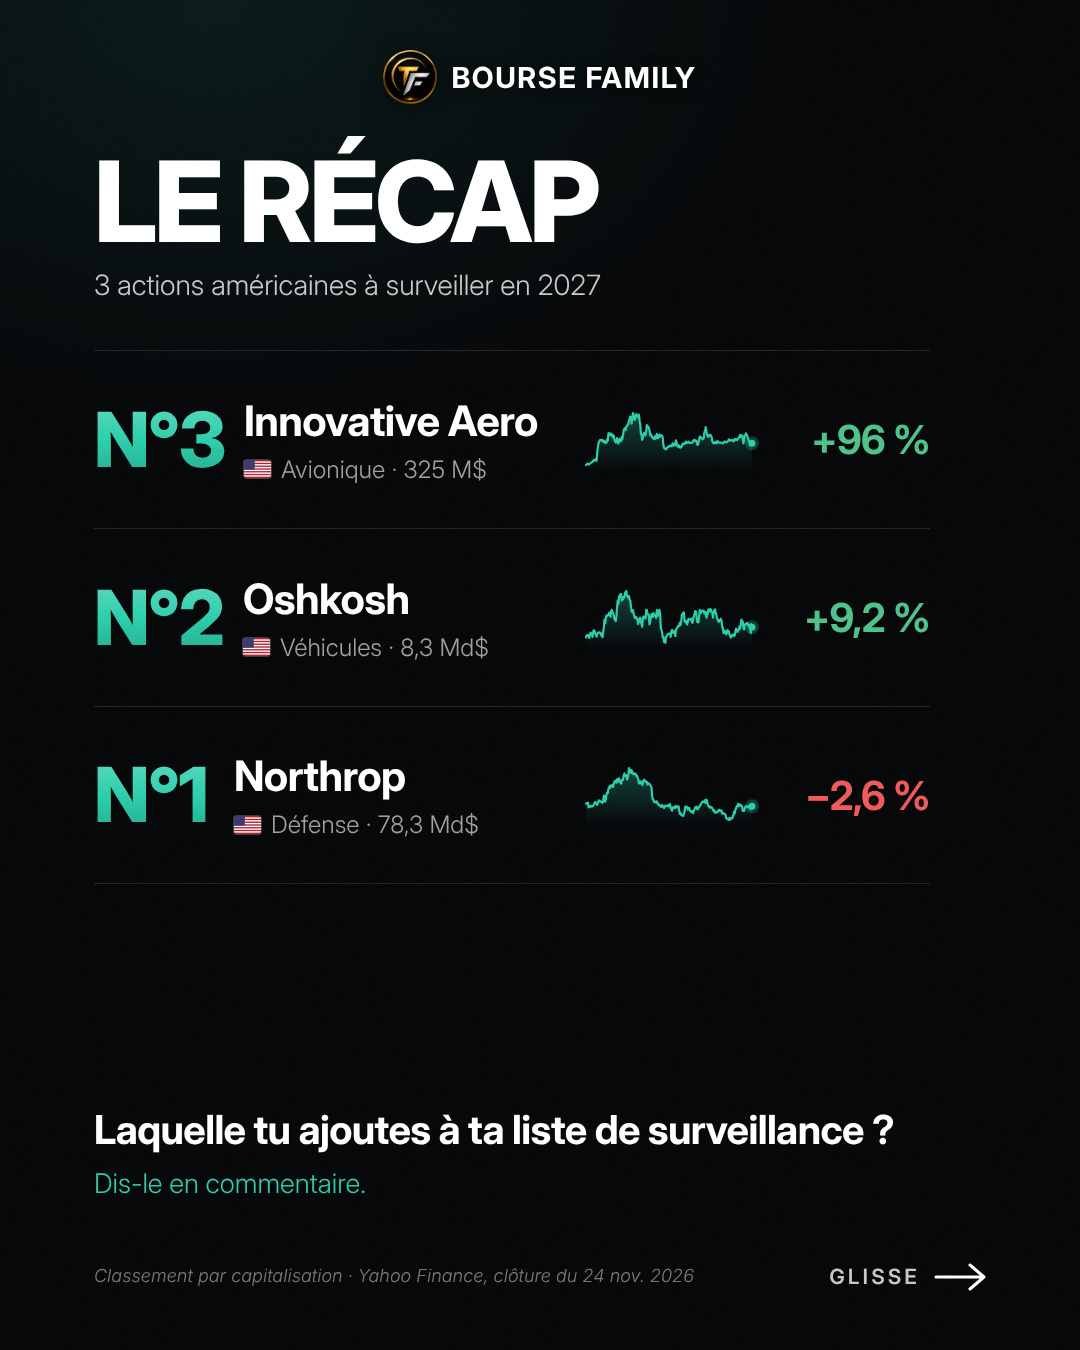 TF
BOURSE FAMILY
LE RÉCAP
3 actions américaines à surveiller en 2027
N°3
Innovative Aero
Avionique · 325 M$
+96 %
N°2
Oshkosh
Véhicules · 8,3 Md$
+9,2 %
N°1
Northrop
Défense · 78,3 Md$
−2,6 %
Laquelle tu ajoutes à ta liste de surveillance ?
Dis-le en commentaire.
Classement par capitalisation · Yahoo Finance, clôture du 24 nov. 2026
GLISSE